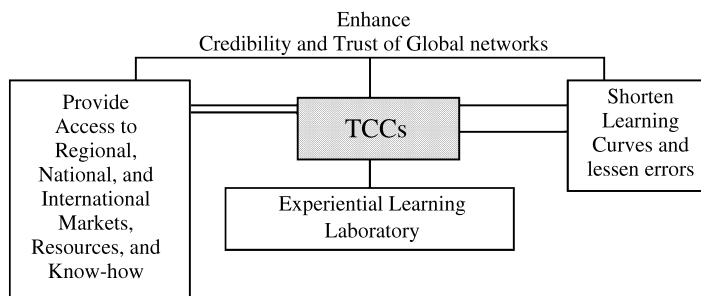 Enhance
Credibility and Trust of Global networks
Provide
Access to
Regional,
National, and
International
Markets,
Resources, and
Know-how
TCCs
Shorten
Learning
Curves and
lessen errors
Experiential Learning
Laboratory